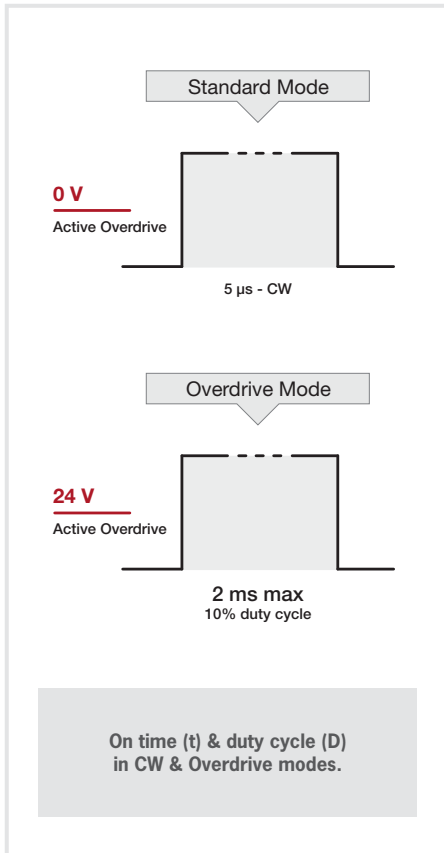 Standard Mode
0 V
Active Overdrive
5 µs - CW
Overdrive Mode
24 V
Active Overdrive
2 ms max
10% duty cycle
On time (t) & duty cycle (D)
in CW & Overdrive modes.